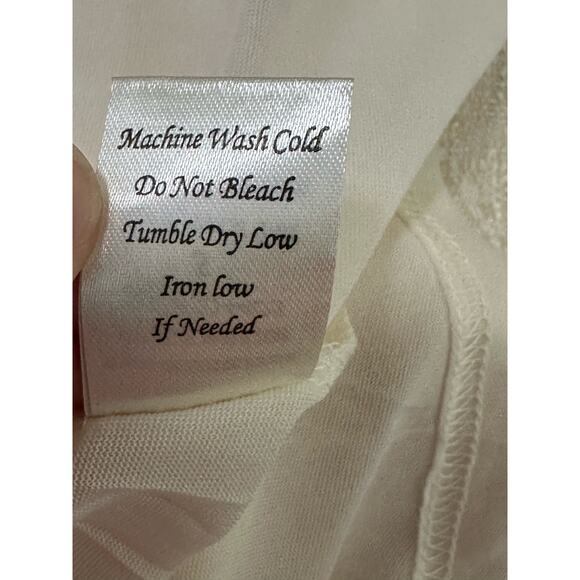 Machine Wash Cold
Do Not Bleach
Tumble Dry Low
Iron low
If Needed